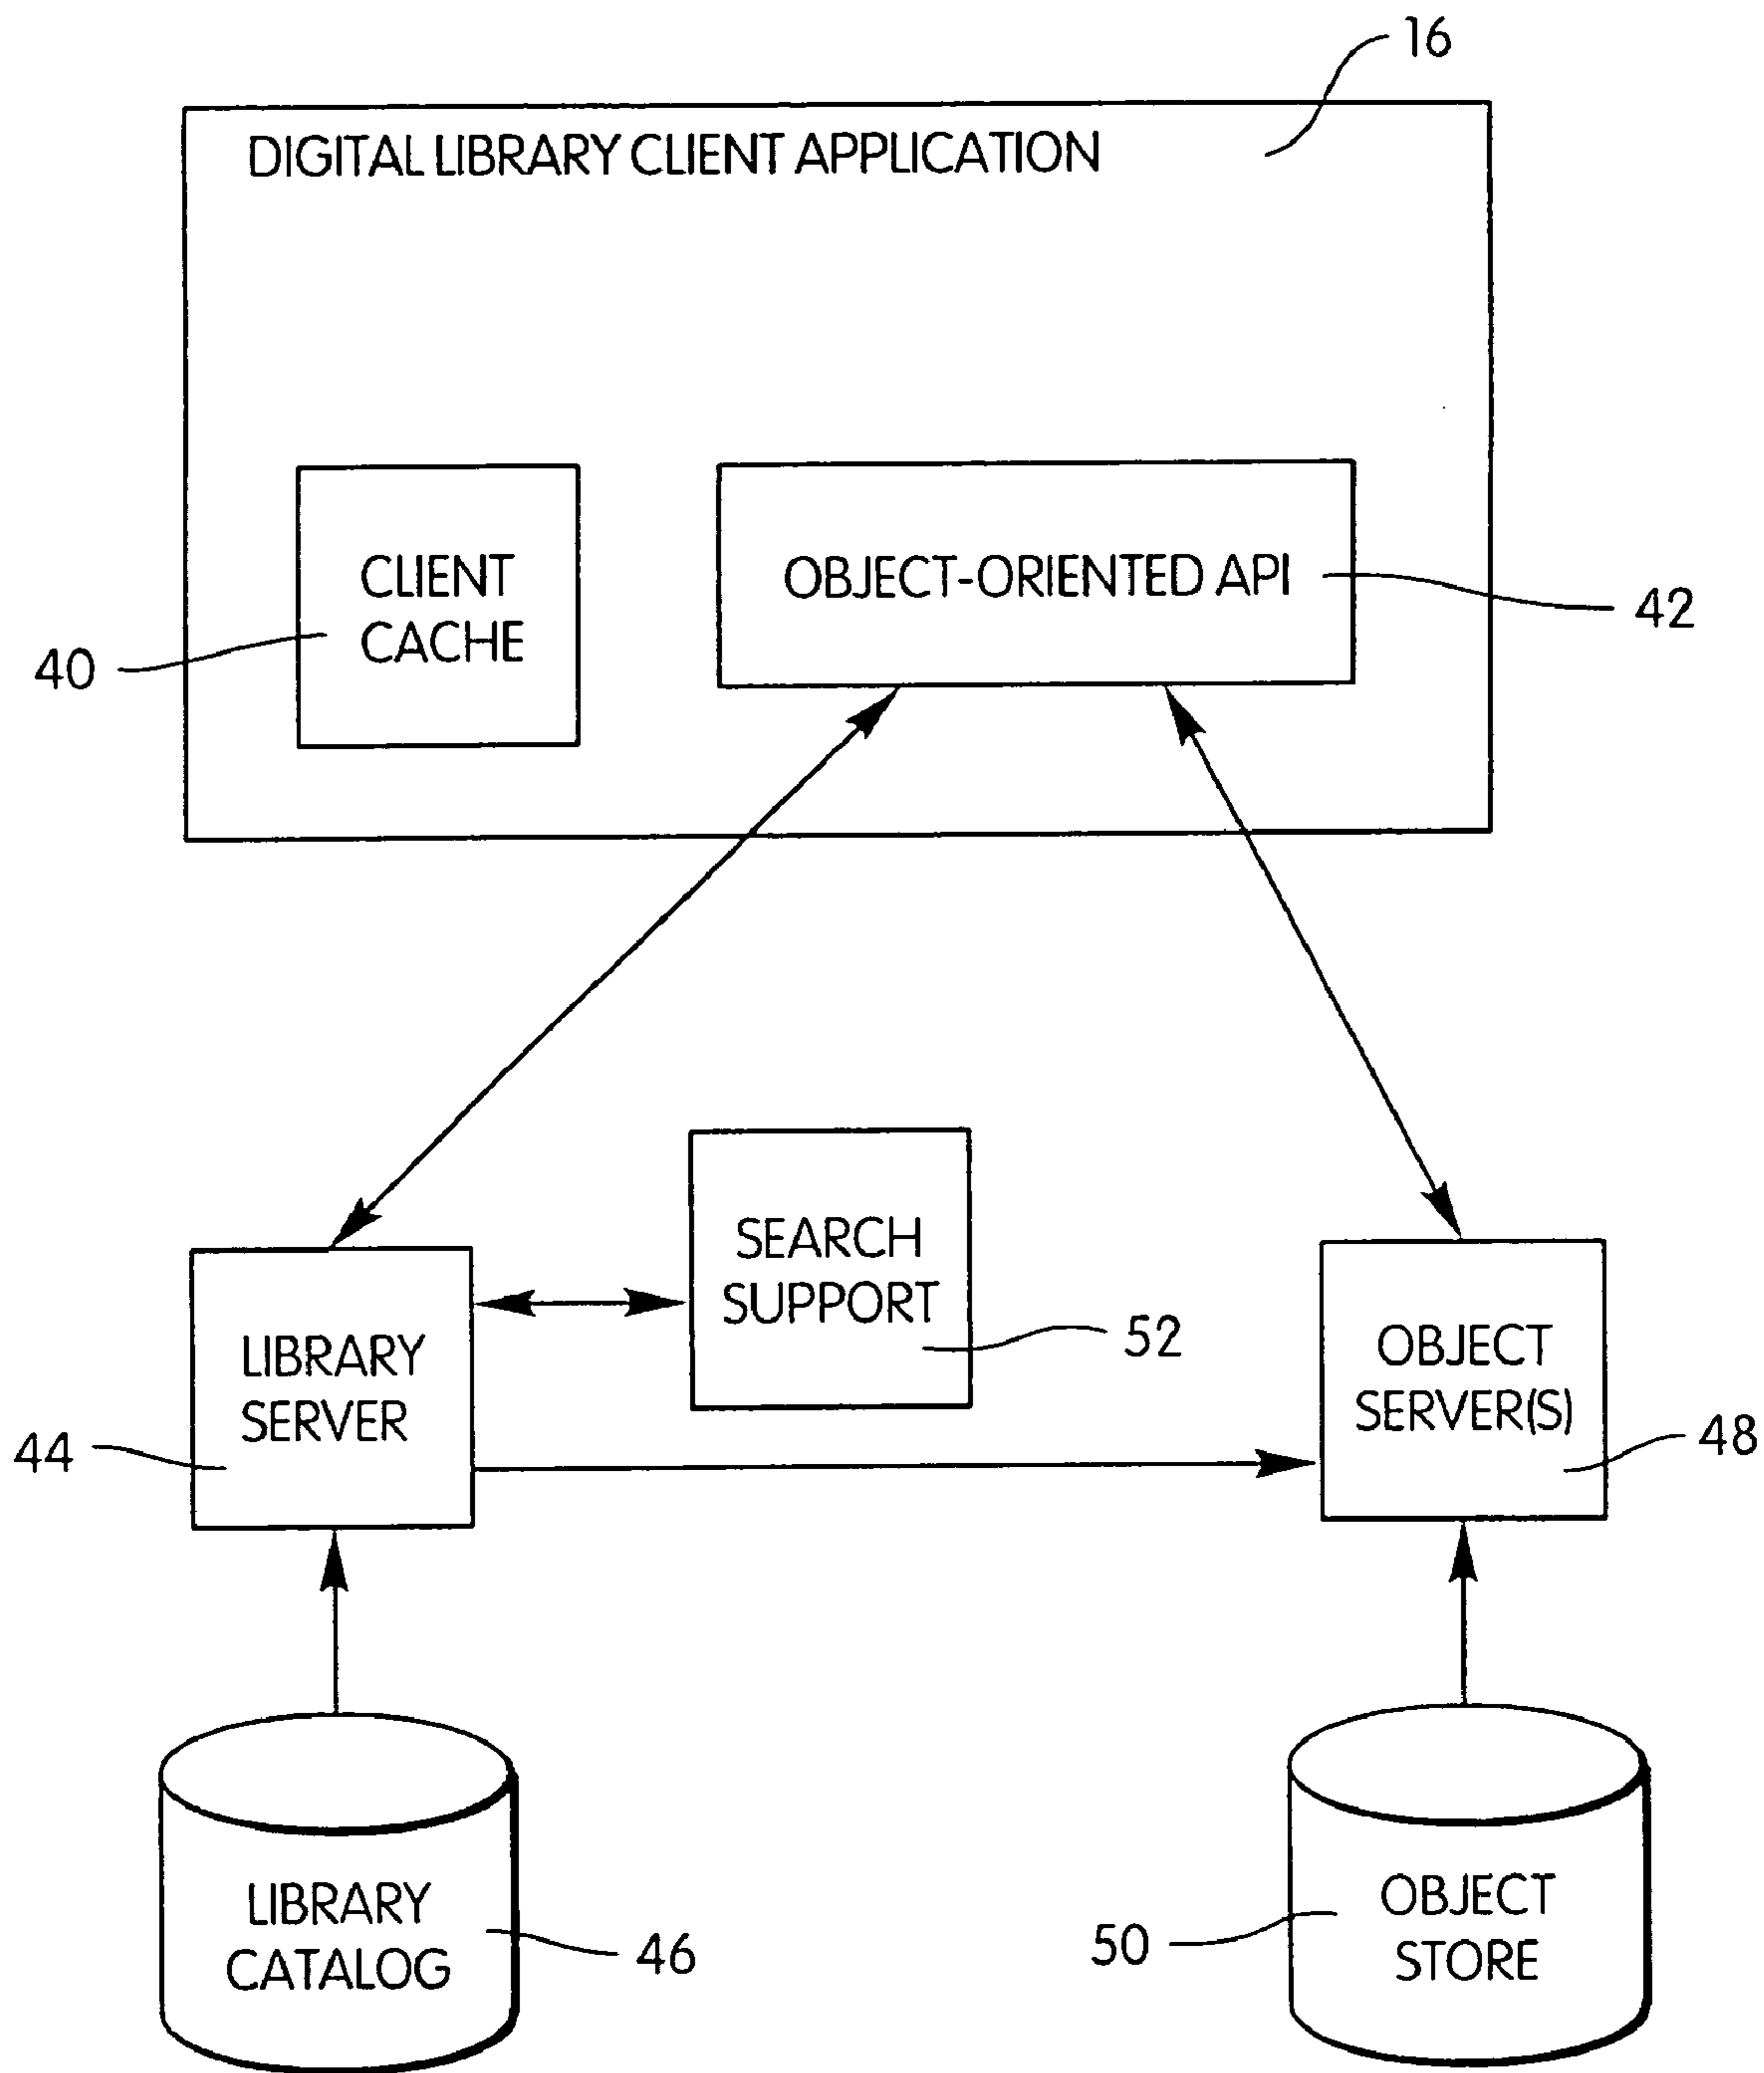 16
DIGITAL LIBRARY CLIENT APPLICATION
CLIENT
CACHE
40
OBJECT-ORIENTED API
42
SEARCH
SUPPORT
52
LIBRARY
SERVER
44
OBJECT
SERVER(S)
48
LIBRARY
CATALOG
46
OBJECT
STORE
50